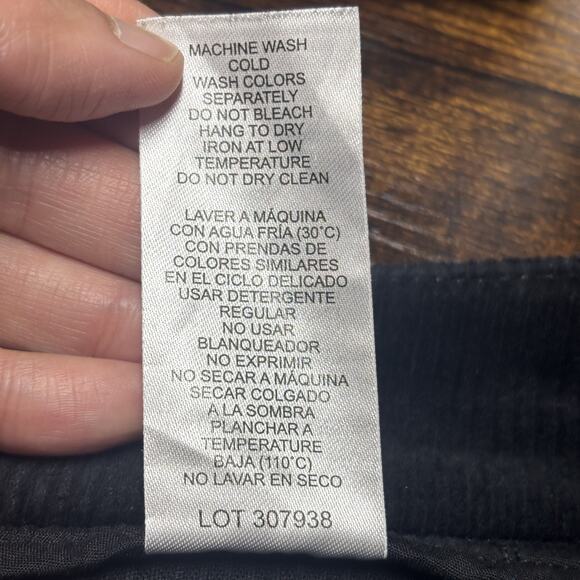 MACHINE WASH
COLD
WASH COLORS
SEPARATELY
DO NOT BLEACH
HANG TO DRY
IRON AT LOW
TEMPERATURE
DO NOT DRY CLEAN
LAVER A MÁQUINA
CON AGUA FRÍA (30°C)
CON PRENDAS DE
COLORES SIMILARES
EN EL CICLO DELICADO
USAR DETERGENTE
REGULAR
NO USAR
BLANQUEADOR
NO EXPRIMIR
NO SECAR A MÁQUINA
SECAR COLGADO
A LA SOMBRA
PLANCHAR A
TEMPERATURE
BAJA (110°C)
NO LAVAR EN SECO
LOT 307938